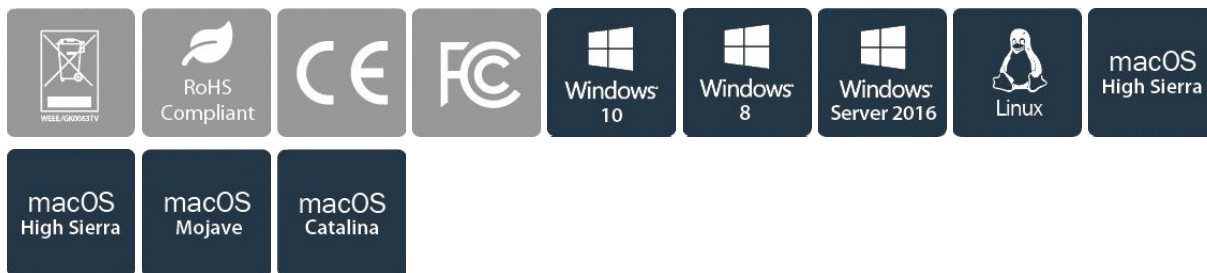 WEEE/GK0063TV
RoHS
Compliant
CE
FC
Windows
10
Windows
8
Windows
Server 2016
Linux
macOS
High Sierra
macOS
High Sierra
macOS
Mojave
macOS
Catalina